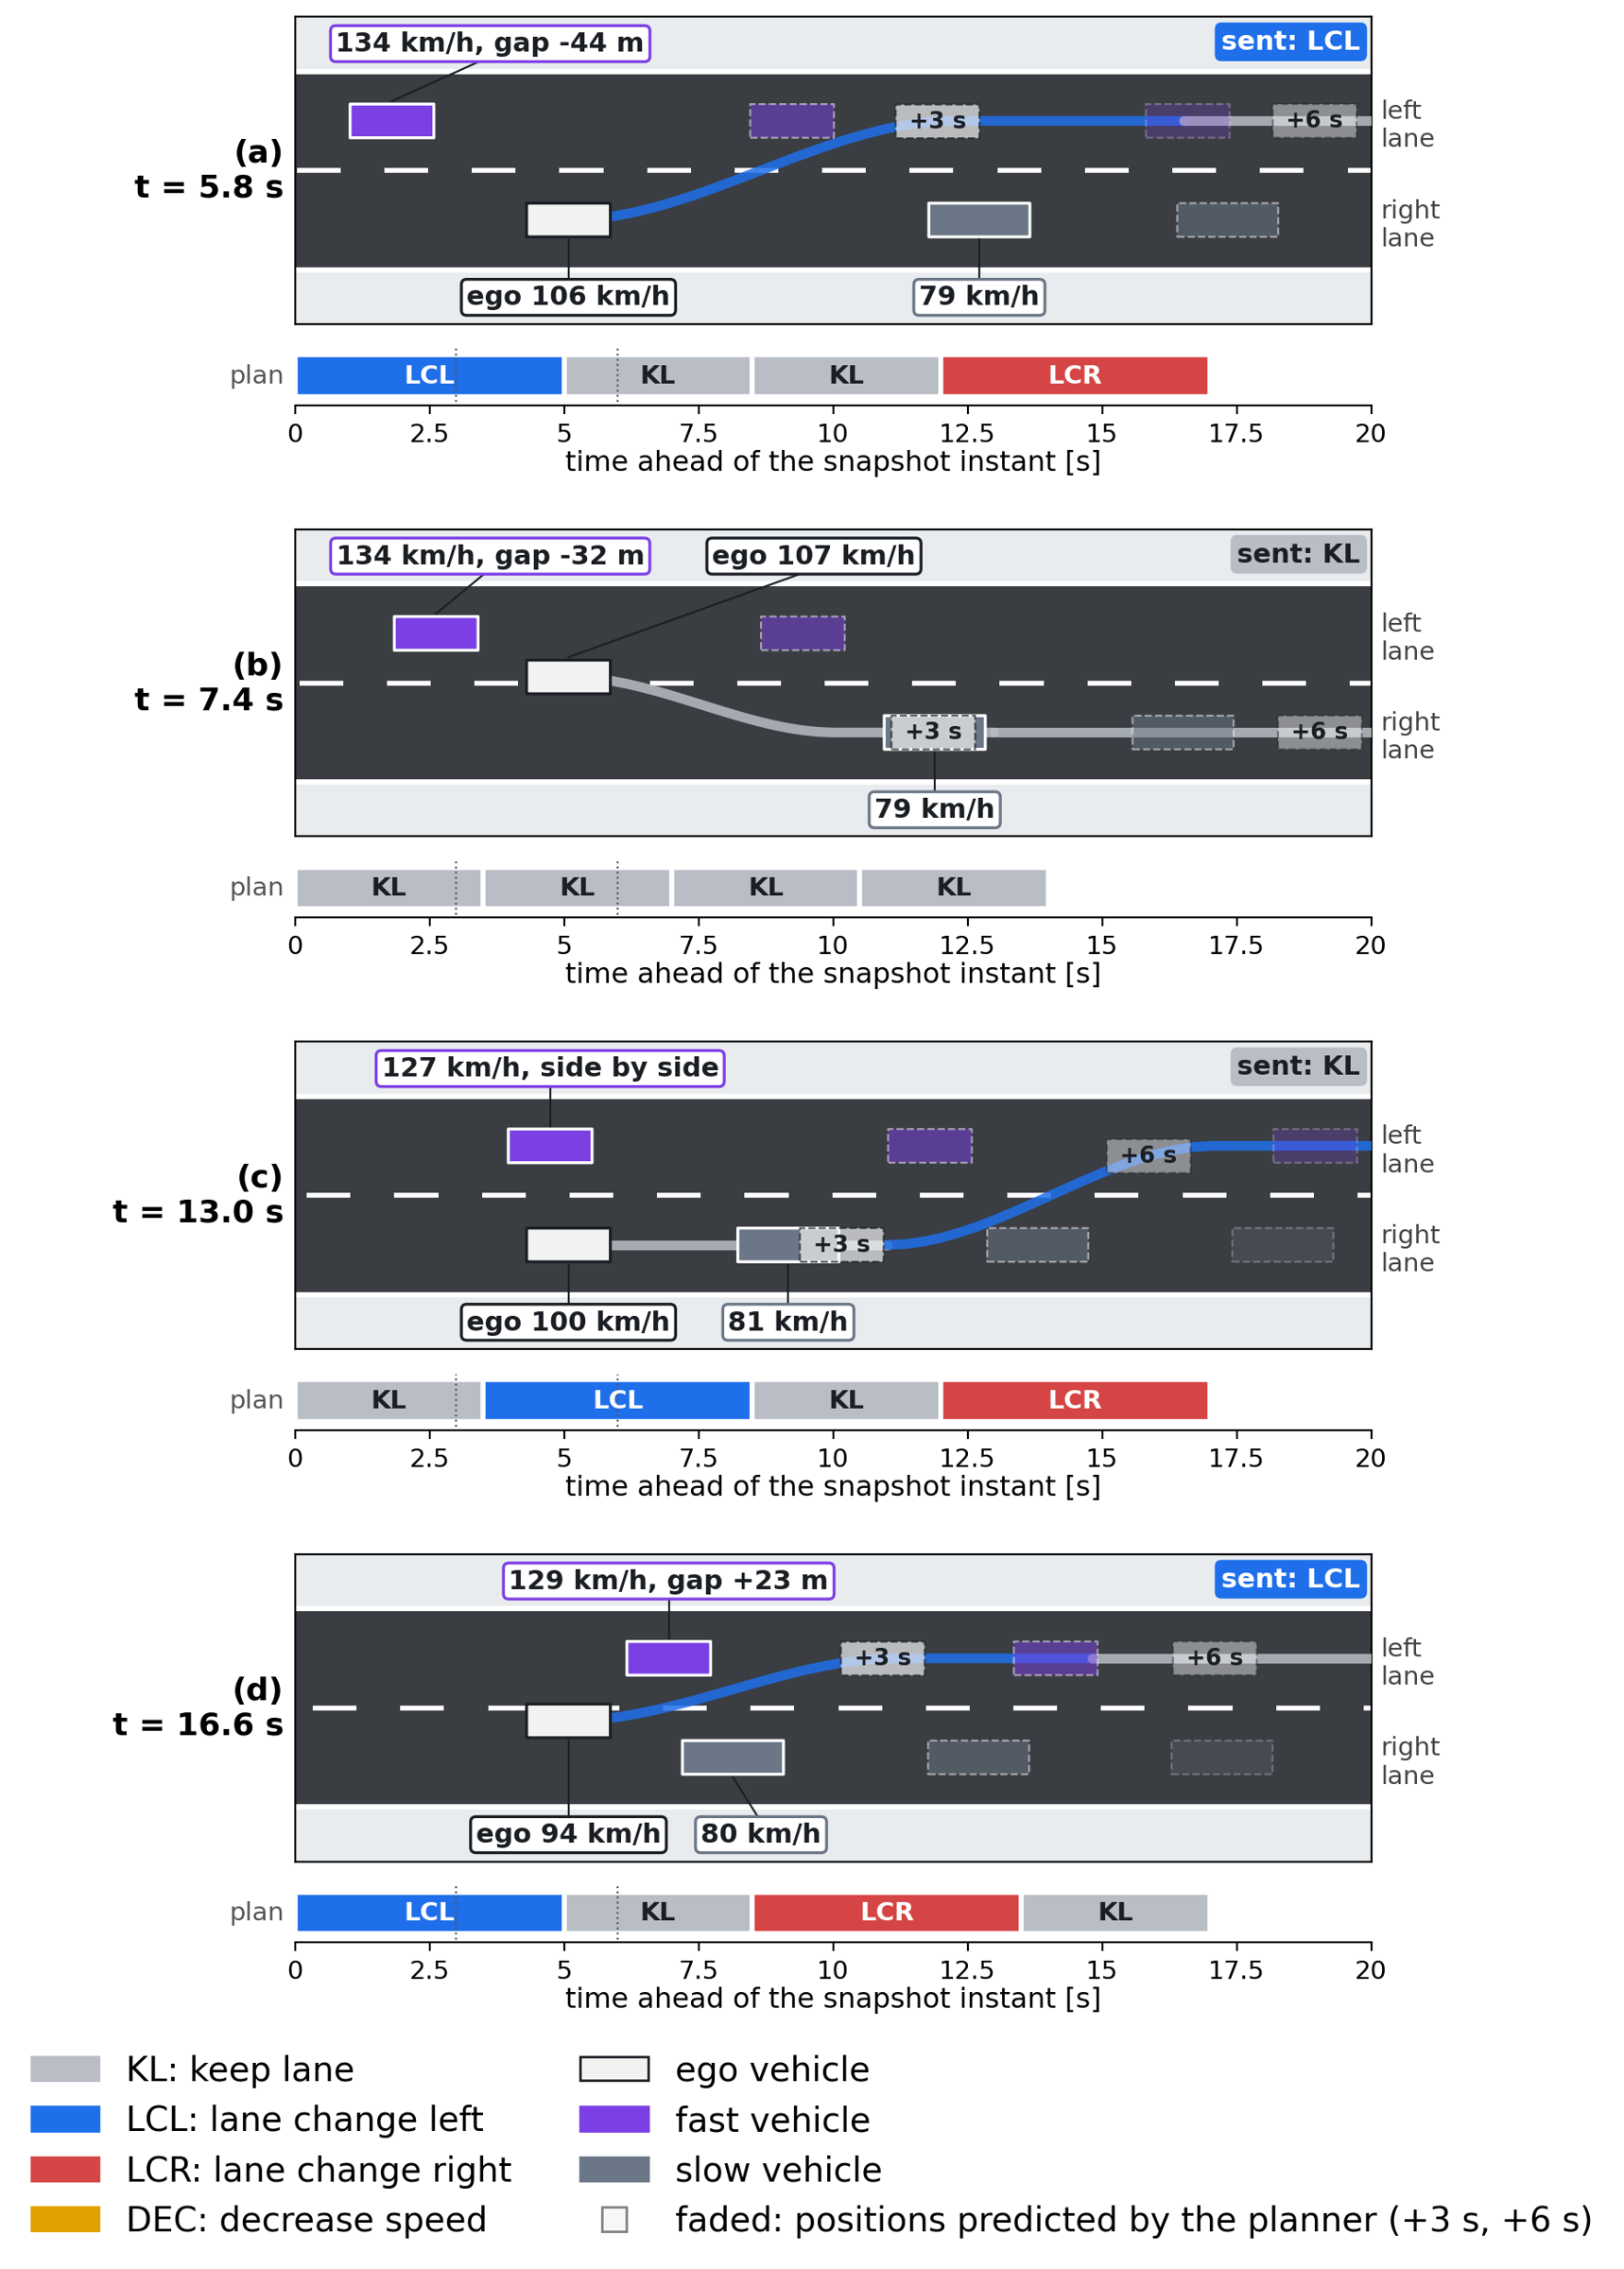 134 km/h, gap -44 m
sent: LCL
+3 s
+6 s
left
lane
(a)
t = 5.8 s
right
lane
ego 106 km/h
79 km/h
plan
LCL
KL
KL
LCR
0
2.5
5
7.5
10
12.5
15
17.5
20
time ahead of the snapshot instant [s]
134 km/h, gap -32 m
ego 107 km/h
sent: KL
left
lane
(b)
t = 7.4 s
+3 s
+6 s
right
lane
79 km/h
plan
KL
KL
KL
KL
0
2.5
5
7.5
10
12.5
15
17.5
20
time ahead of the snapshot instant [s]
127 km/h, side by side
sent: KL
left
lane
+6 s
(c)
t = 13.0 s
+3 s
right
lane
ego 100 km/h
81 km/h
plan
KL
LCL
KL
LCR
0
2.5
5
7.5
10
12.5
15
17.5
20
time ahead of the snapshot instant [s]
129 km/h, gap +23 m
sent: LCL
+3 s
+6 s
left
lane
(d)
t = 16.6 s
right
lane
ego 94 km/h
80 km/h
plan
LCL
KL
LCR
KL
0
2.5
5
7.5
10
12.5
15
17.5
20
time ahead of the snapshot instant [s]
KL: keep lane
LCL: lane change left
LCR: lane change right
DEC: decrease speed
ego vehicle
fast vehicle
slow vehicle
faded: positions predicted by the planner (+3 s, +6 s)